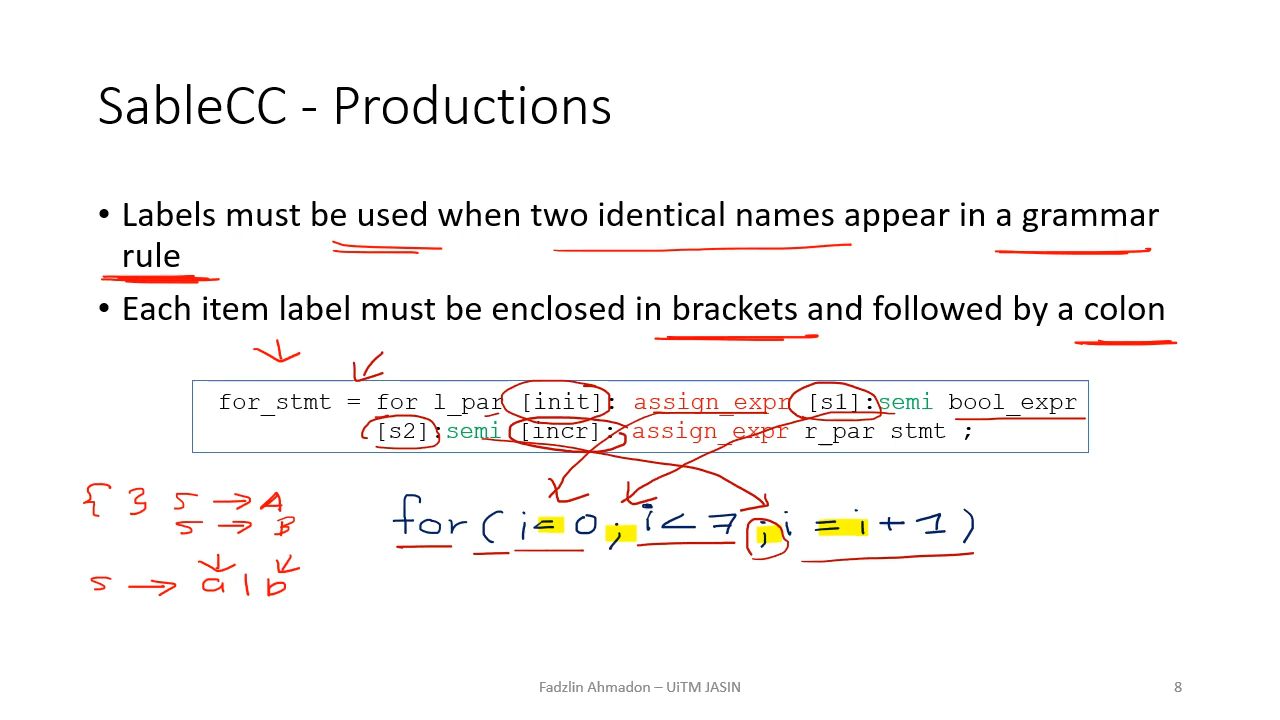 SableCC - Productions
• Labels must be used when two identical names appear in a grammar
rule
• Each item label must be enclosed in brackets and followed by a colon
for_stmt = for l_par [init]: assign_expr [s1]:semi bool_expr
[s2]:semi [incr]: assign_expr r_par stmt ;
{ } S → A
S → B
for ( i = 0 ; i < 7 ; i = i + 1 )
S → a | b
Fadzlin Ahmadon – UiTM JASIN
8